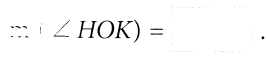 m (∠HOK) = .